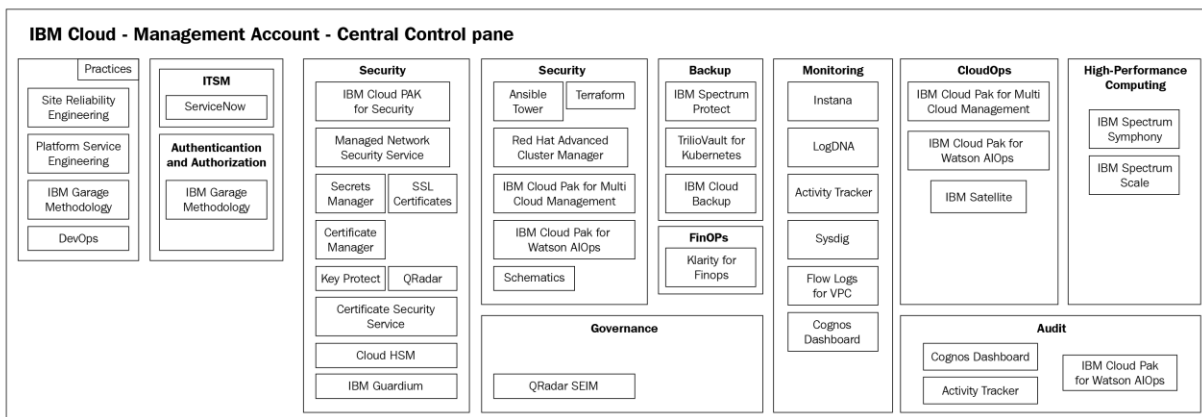 IBM Cloud - Management Account - Central Control pane
Practices
Site Reliability
Engineering
Platform Service
Engineering
IBM Garage
Methodology
DevOps
ITSM
ServiceNow
Authenticantion
and Authorization
IBM Garage
Methodology
Security
IBM Cloud PAK
for Security
Managed Network
Security Service
Secrets
Manager
SSL
Certificates
Certificate
Manager
Key Protect
QRadar
Certificate Security
Service
Cloud HSM
IBM Guardium
Security
Ansible
Tower
Terraform
Red Hat Advanced
Cluster Manager
IBM Cloud Pak for Multi
Cloud Management
IBM Cloud Pak for
Watson AIOps
Schematics
Backup
IBM Spectrum
Protect
TrilioVault for
Kubernetes
IBM Cloud
Backup
FinOPs
Klarity for
Finops
Governance
QRadar SEIM
Monitoring
Instana
LogDNA
Activity Tracker
Sysdig
Flow Logs
for VPC
Cognos
Dashboard
CloudOps
IBM Cloud Pak for Multi
Cloud Management
IBM Cloud Pak for
Watson AIOps
IBM Satellite
High-Performance
Computing
IBM Spectrum
Symphony
IBM Spectrum
Scale
Audit
Cognos Dashboard
Activity Tracker
IBM Cloud Pak
for Watson AIOps